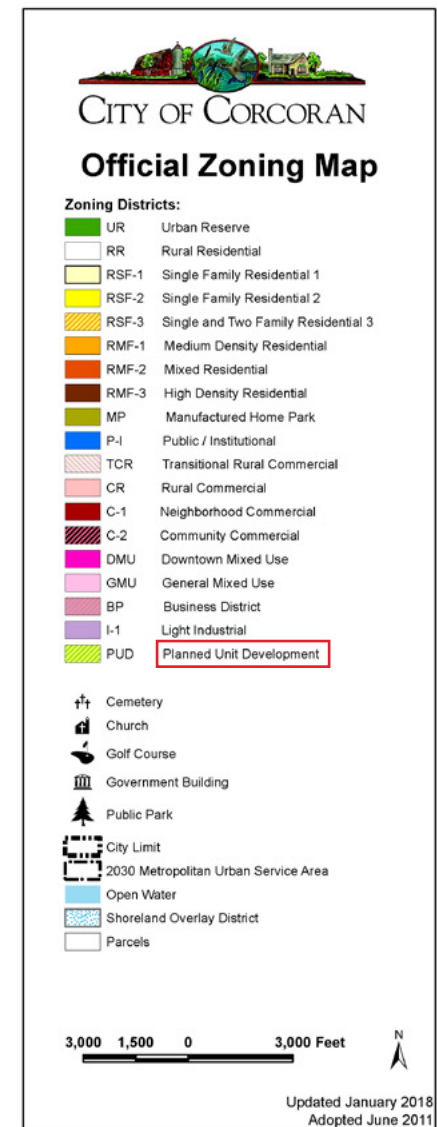 CITY OF CORCORAN
Official Zoning Map
Zoning Districts:
UR Urban Reserve
RR Rural Residential
RSF-1 Single Family Residential 1
RSF-2 Single Family Residential 2
RSF-3 Single and Two Family Residential 3
RMF-1 Medium Density Residential
RMF-2 Mixed Residential
RMF-3 High Density Residential
MP Manufactured Home Park
P-I Public / Institutional
TCR Transitional Rural Commercial
CR Rural Commercial
C-1 Neighborhood Commercial
C-2 Community Commercial
DMU Downtown Mixed Use
GMU General Mixed Use
BP Business District
I-1 Light Industrial
PUD Planned Unit Development
Cemetery
Church
Golf Course
Government Building
Public Park
City Limit
2030 Metropolitan Urban Service Area
Open Water
Shoreland Overlay District
Parcels
3,000 1,500 0 3,000 Feet
N
Updated January 2018
Adopted June 2011